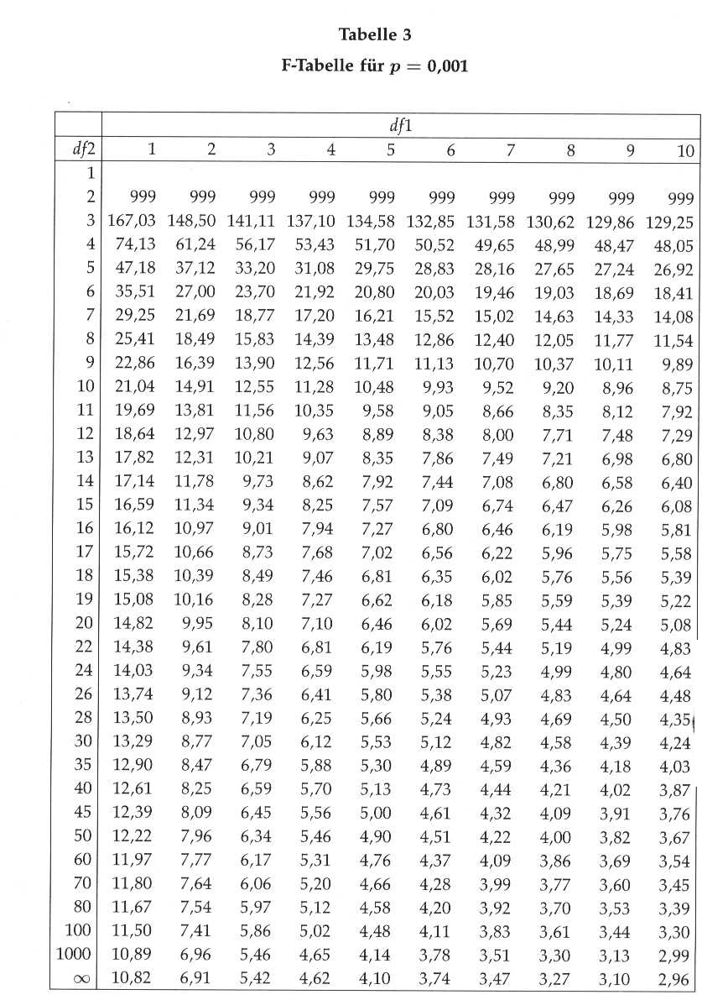 Tabelle 3
F-Tabelle für p = 0,001
df1
df2 1 2 3 4 5 6 7 8 9 10
1
2 999 999 999 999 999 999 999 999 999 999
3 167,03 148,50 141,11 137,10 134,58 132,85 131,58 130,62 129,86 129,25
4 74,13 61,24 56,17 53,43 51,70 50,52 49,65 48,99 48,47 48,05
5 47,18 37,12 33,20 31,08 29,75 28,83 28,16 27,65 27,24 26,92
6 35,51 27,00 23,70 21,92 20,80 20,03 19,46 19,03 18,69 18,41
7 29,25 21,69 18,77 17,20 16,21 15,52 15,02 14,63 14,33 14,08
8 25,41 18,49 15,83 14,39 13,48 12,86 12,40 12,05 11,77 11,54
9 22,86 16,39 13,90 12,56 11,71 11,13 10,70 10,37 10,11 9,89
10 21,04 14,91 12,55 11,28 10,48 9,93 9,52 9,20 8,96 8,75
11 19,69 13,81 11,56 10,35 9,58 9,05 8,66 8,35 8,12 7,92
12 18,64 12,97 10,80 9,63 8,89 8,38 8,00 7,71 7,48 7,29
13 17,82 12,31 10,21 9,07 8,35 7,86 7,49 7,21 6,98 6,80
14 17,14 11,78 9,73 8,62 7,92 7,44 7,08 6,80 6,58 6,40
15 16,59 11,34 9,34 8,25 7,57 7,09 6,74 6,47 6,26 6,08
16 16,12 10,97 9,01 7,94 7,27 6,80 6,46 6,19 5,98 5,81
17 15,72 10,66 8,73 7,68 7,02 6,56 6,22 5,96 5,75 5,58
18 15,38 10,39 8,49 7,46 6,81 6,35 6,02 5,76 5,56 5,39
19 15,08 10,16 8,28 7,27 6,62 6,18 5,85 5,59 5,39 5,22
20 14,82 9,95 8,10 7,10 6,46 6,02 5,69 5,44 5,24 5,08
22 14,38 9,61 7,80 6,81 6,19 5,76 5,44 5,19 4,99 4,83
24 14,03 9,34 7,55 6,59 5,98 5,55 5,23 4,99 4,80 4,64
26 13,74 9,12 7,36 6,41 5,80 5,38 5,07 4,83 4,64 4,48
28 13,50 8,93 7,19 6,25 5,66 5,24 4,93 4,69 4,50 4,35
30 13,29 8,77 7,05 6,12 5,53 5,12 4,82 4,58 4,39 4,24
35 12,90 8,47 6,79 5,88 5,30 4,89 4,59 4,36 4,18 4,03
40 12,61 8,25 6,59 5,70 5,13 4,73 4,44 4,21 4,02 3,87
45 12,39 8,09 6,45 5,56 5,00 4,61 4,32 4,09 3,91 3,76
50 12,22 7,96 6,34 5,46 4,90 4,51 4,22 4,00 3,82 3,67
60 11,97 7,77 6,17 5,31 4,76 4,37 4,09 3,86 3,69 3,54
70 11,80 7,64 6,06 5,20 4,66 4,28 3,99 3,77 3,60 3,45
80 11,67 7,54 5,97 5,12 4,58 4,20 3,92 3,70 3,53 3,39
100 11,50 7,41 5,86 5,02 4,48 4,11 3,83 3,61 3,44 3,30
1000 10,89 6,96 5,46 4,65 4,14 3,78 3,51 3,30 3,13 2,99
∞ 10,82 6,91 5,42 4,62 4,10 3,74 3,47 3,27 3,10 2,96